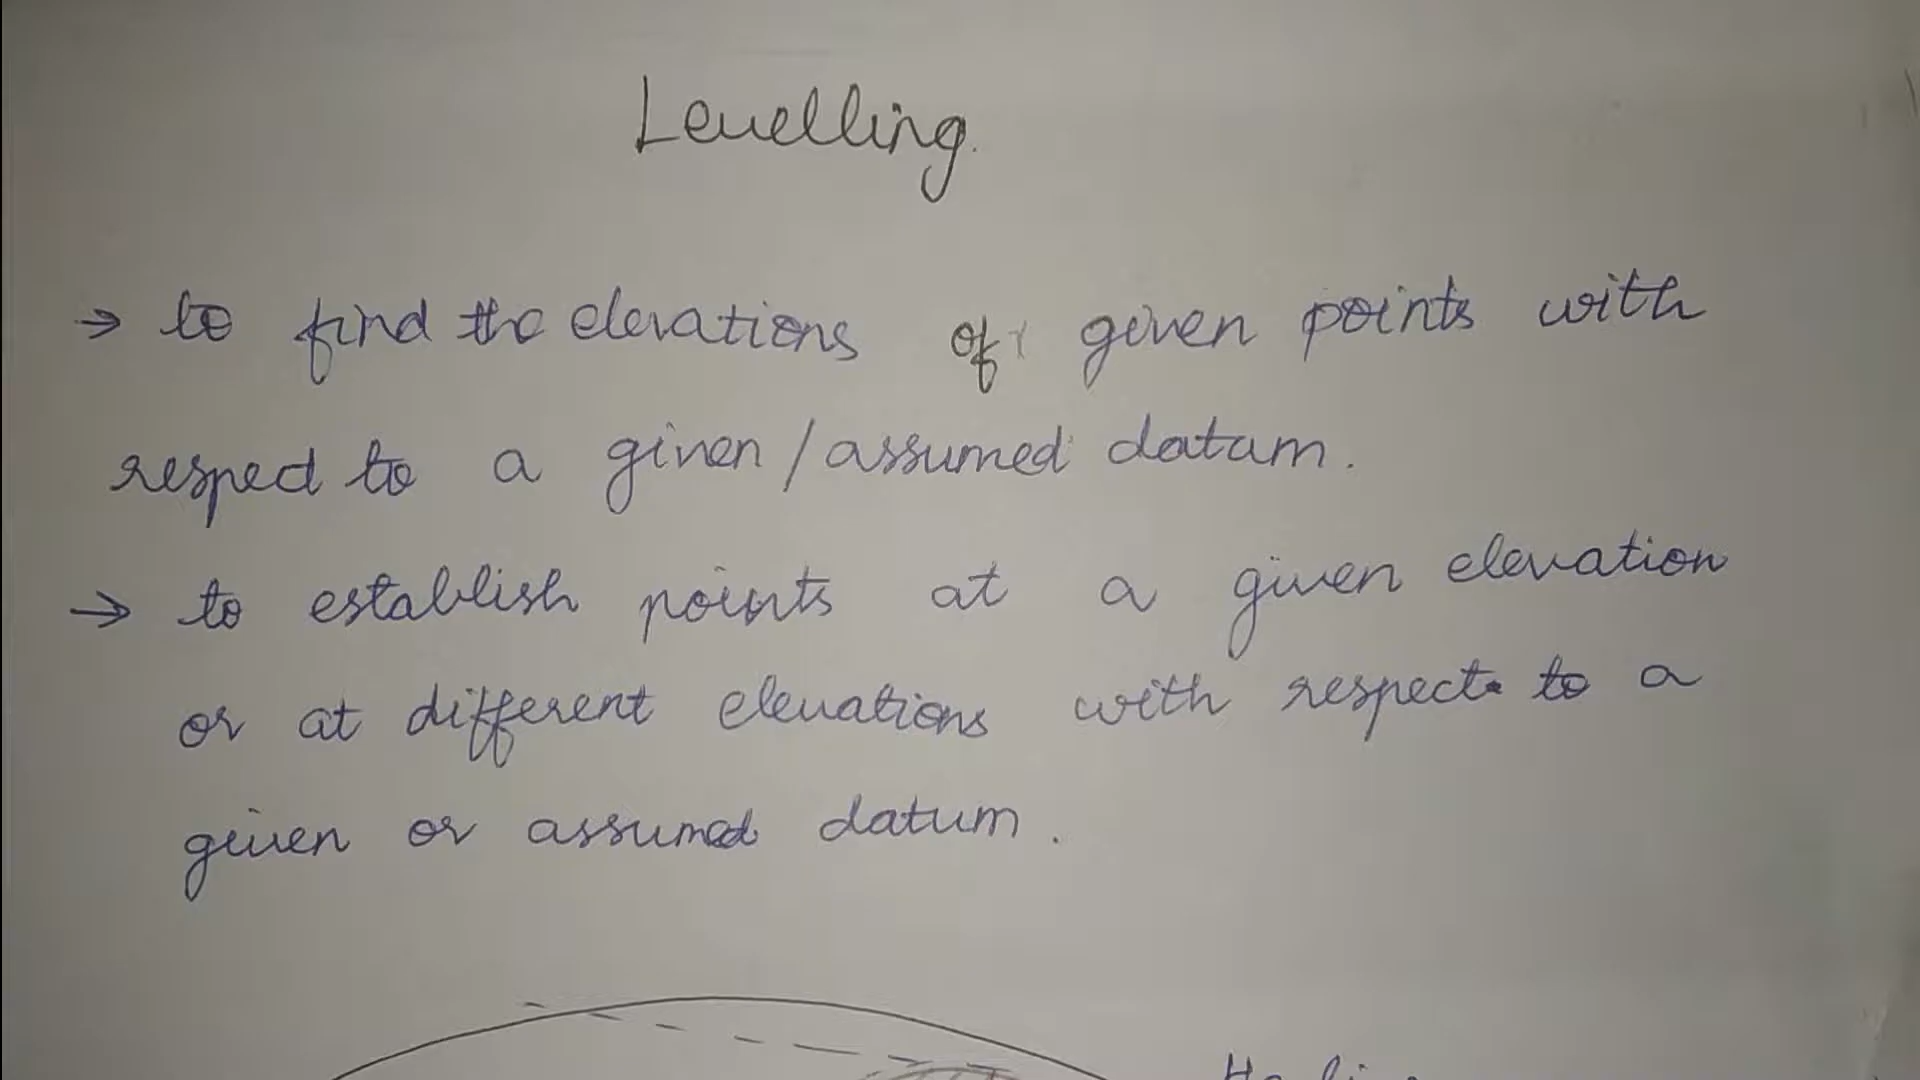 Levelling.
→ to find the elevations of given points with
respect to a given / assumed datum.
→ to establish points at a given elevation
or at different elevations with respect to a
given or assumed datum.